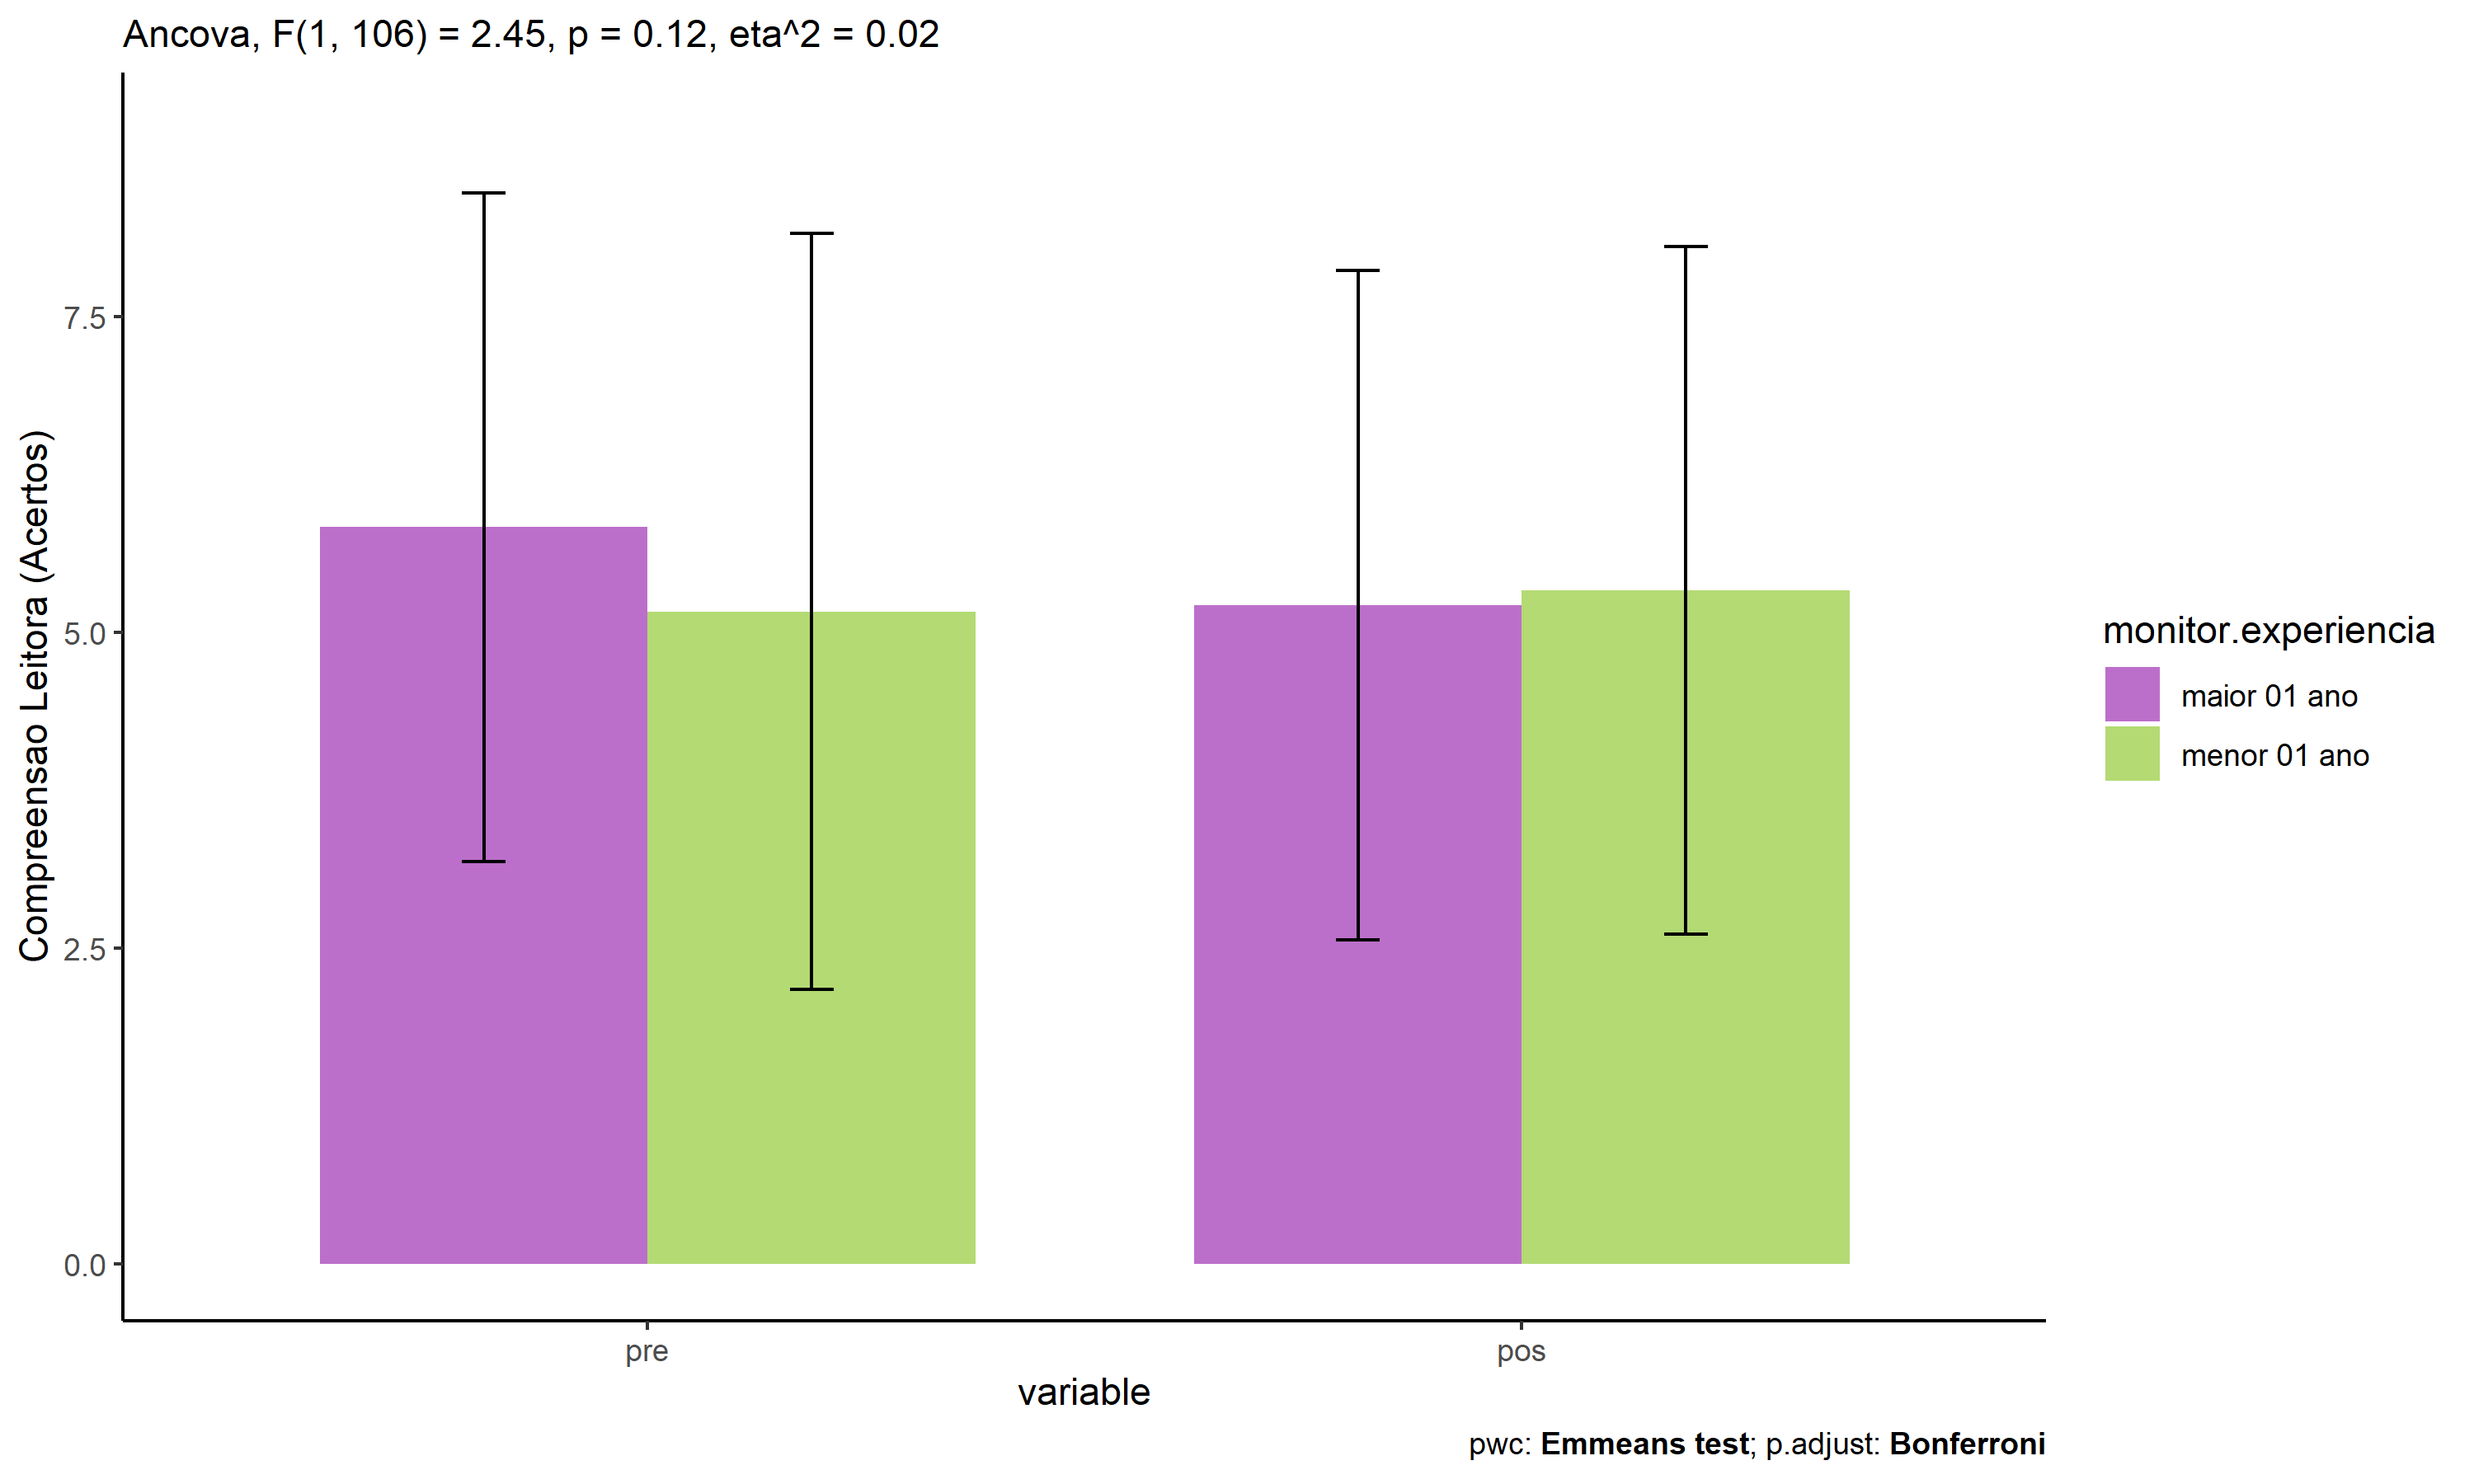 Ancova, F(1, 106) = 2.45, p = 0.12, eta^2 = 0.02
Compreensao Leitora (Acertos)
7.5
5.0
2.5
0.0
pre
pos
variable
monitor.experiencia
maior 01 ano
menor 01 ano
pwc: Emmeans test; p.adjust: Bonferroni